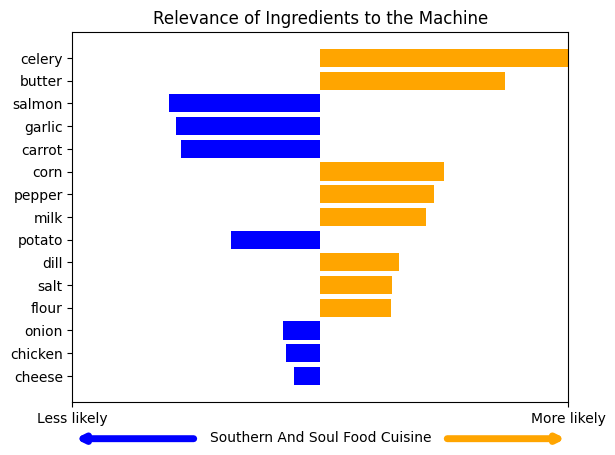 Relevance of Ingredients to the Machine
celery
butter
salmon
garlic
carrot
corn
pepper
milk
potato
dill
salt
flour
onion
chicken
cheese
Less likely More likely
Southern And Soul Food Cuisine